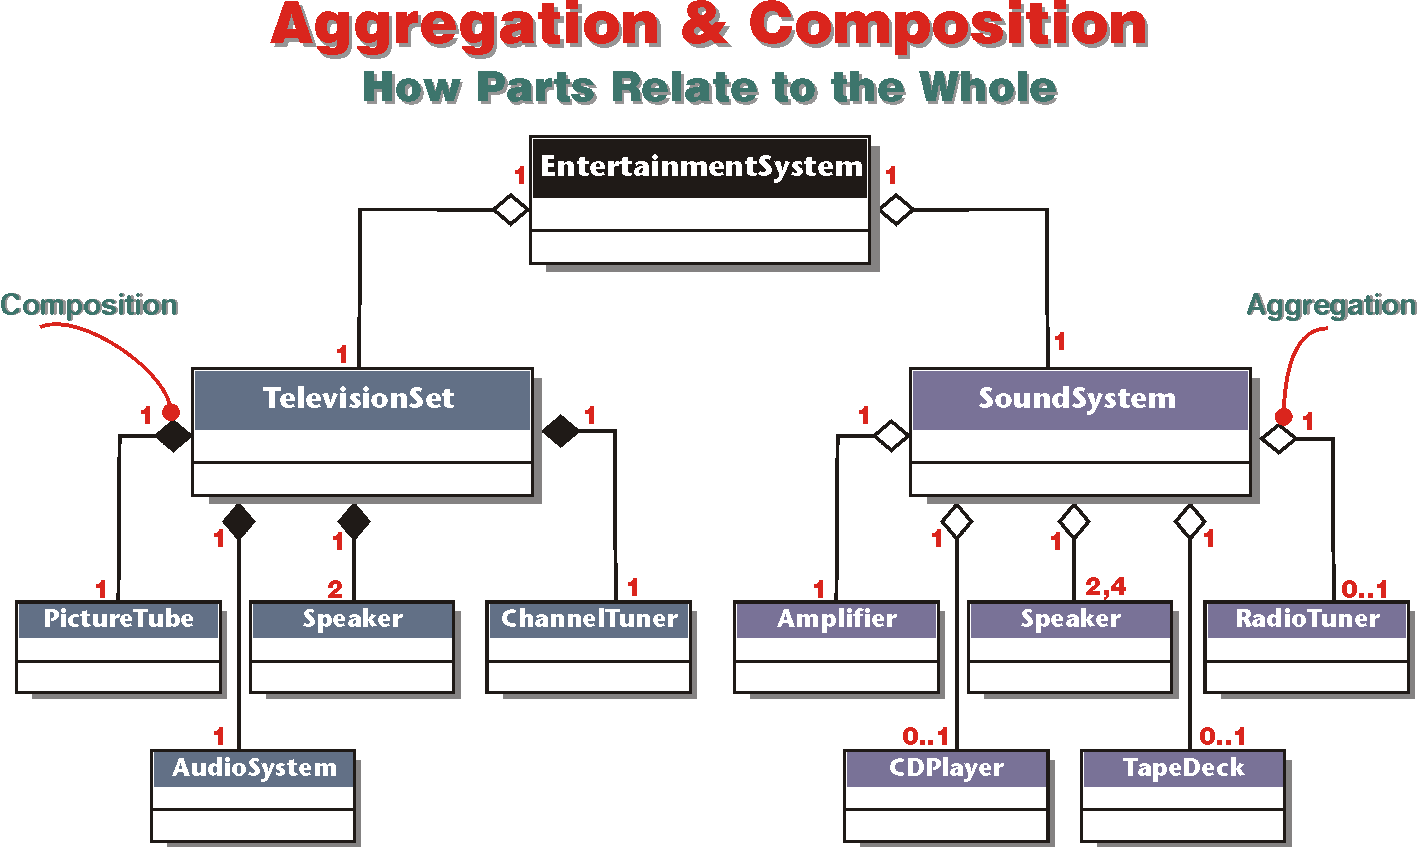 Aggregation & Composition
How Parts Relate to the Whole
EntertainmentSystem
1
1
Composition
Aggregation
1
1
TelevisionSet
SoundSystem
1
1
1
1
1
1
1
1
1
1
1
2
1
1
2,4
0..1
PictureTube
Speaker
ChannelTuner
Amplifier
Speaker
RadioTuner
1
0..1
0..1
AudioSystem
CDPlayer
TapeDeck